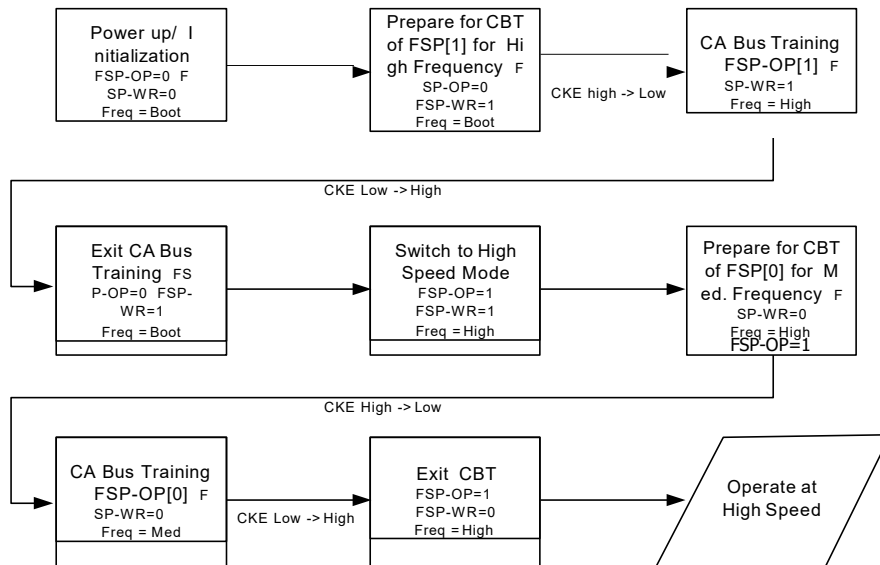 Power up/ I
nitialization
FSP-OP=0 F
SP-WR=0
Freq = Boot
Prepare for CBT
of FSP[1] for Hi
gh Frequency F
SP-OP=0
FSP-WR=1
Freq = Boot
CKE high -> Low
CA Bus Training
FSP-OP[1] F
SP-WR=1
Freq = High
CKE Low -> High
Exit CA Bus
Training FS
P-OP=0 FSP-
WR=1
Freq = Boot
Switch to High
Speed Mode
FSP-OP=1
FSP-WR=1
Freq = High
Prepare for CBT
of FSP[0] for M
ed. Frequency F
SP-WR=0
Freq = High
FSP-OP=1
CKE High -> Low
CA Bus Training
FSP-OP[0] F
SP-WR=0
Freq = Med
CKE Low -> High
Exit CBT
FSP-OP=1
FSP-WR=0
Freq = High
Operate at
High Speed